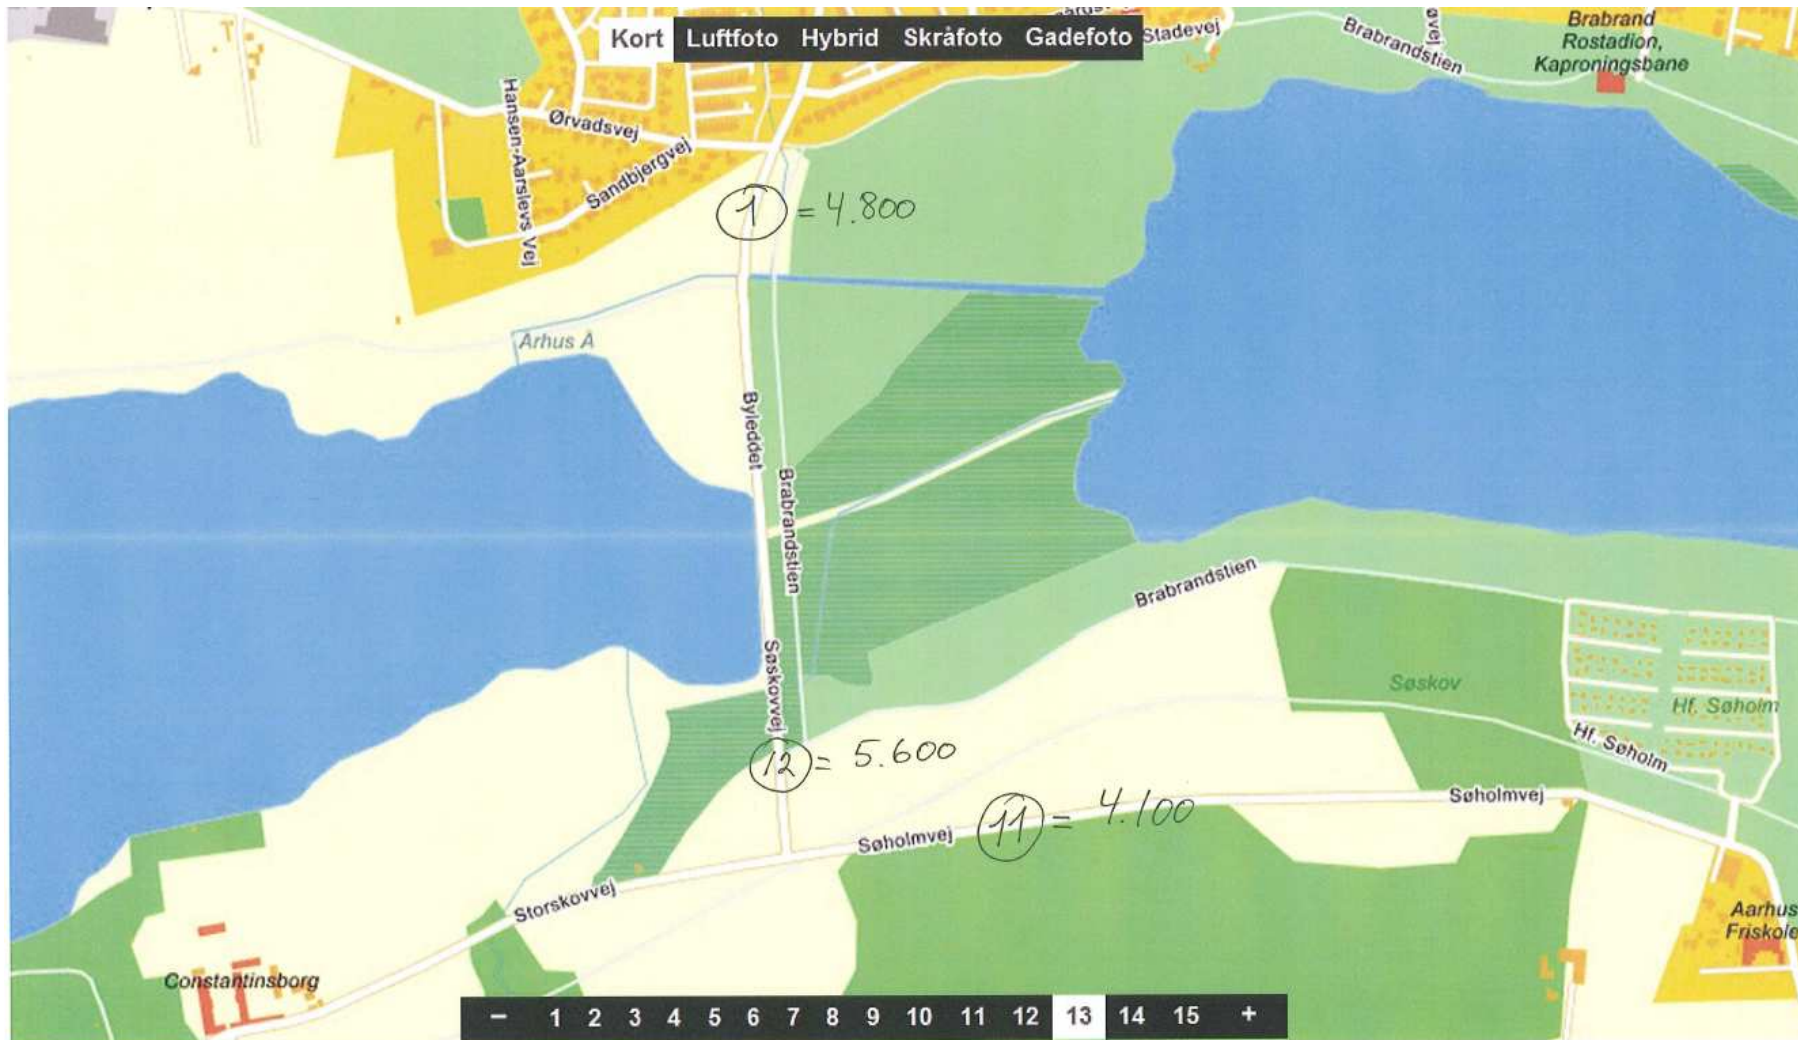 Kort Luftfoto Hybrid Skråfoto Gadefoto
Stadevej
Brabrandstien
Brabrand
Rostadion,
Kaproningsbane
Hansen-Aarslevs Vej
Ørvadsvej
Sandbjergvej
1 = 4.800
Århus Å
Byleddet
Brabrandstien
Brabrandstien
Søskovvej
Søskov
Hf. Søholm
Hf. Søholm
12 = 5.600
11 = 4.100
Søholmvej
Søholmvej
Storskovvej
Aarhus
Friskole
Constantinsborg
− 1 2 3 4 5 6 7 8 9 10 11 12 13 14 15 +